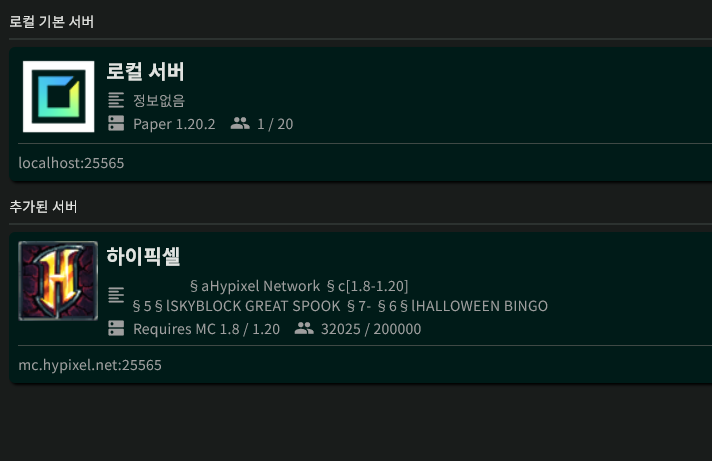 로컬 기본 서버
로컬 서버
정보없음
Paper 1.20.2 1 / 20
localhost:25565
추가된 서버
하이픽셀
§aHypixel Network §c[1.8-1.20]
§5§lSKYBLOCK GREAT SPOOK §7- §6§lHALLOWEEN BINGO
Requires MC 1.8 / 1.20 32025 / 200000
mc.hypixel.net:25565